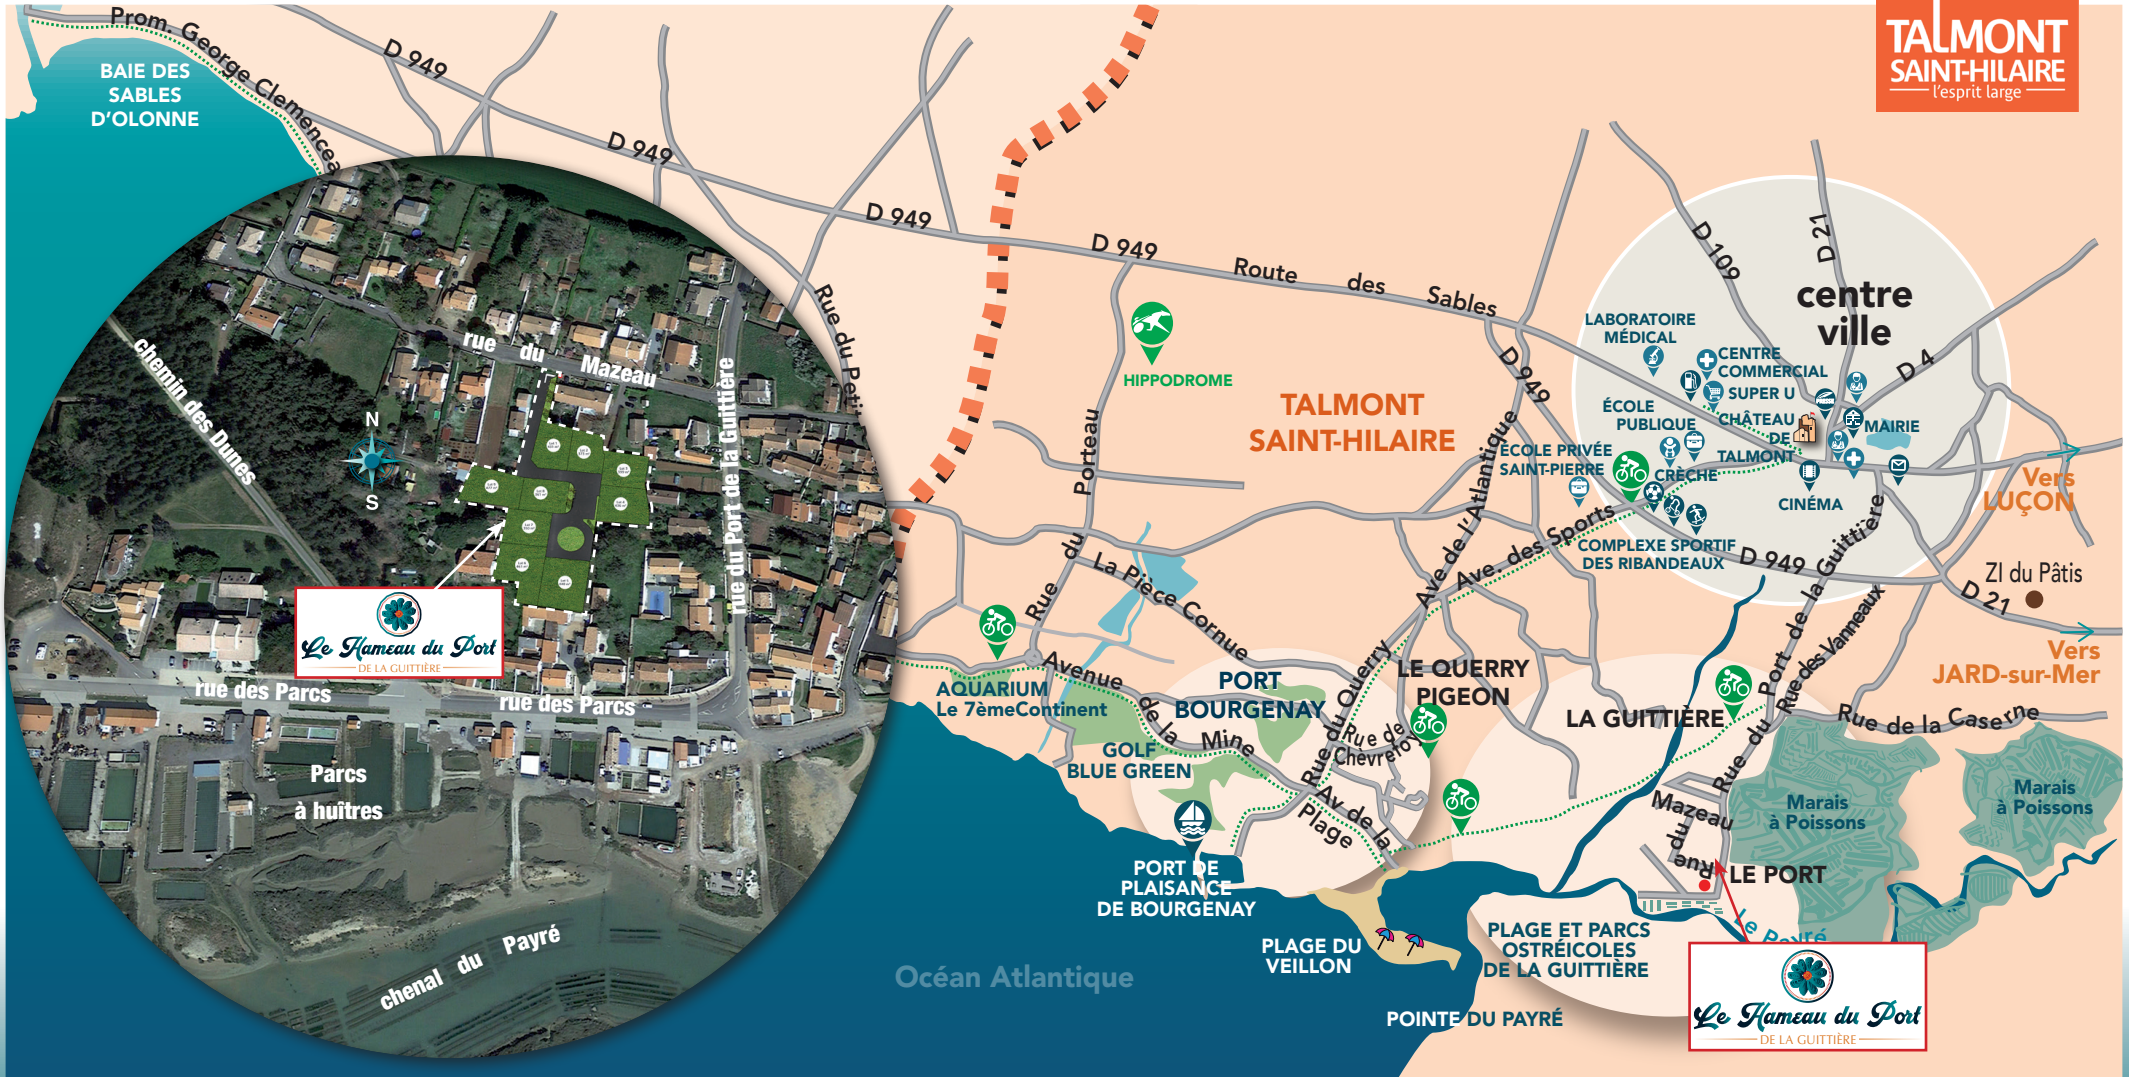 TALMONT
SAINT-HILAIRE
l'esprit large
Prom. George Clemencea
BAIE DES
SABLES
D'OLONNE
D 949
D 949
D 949
D 949
Route des Sables
D 949
D 109
D 21
centre
ville
D 4
LABORATOIRE
MÉDICAL
CENTRE
COMMERCIAL
SUPER U
ÉCOLE
PUBLIQUE
CHÂTEAU
DE
TALMONT
PRESSE
MAIRIE
ÉCOLE PRIVÉE
SAINT-PIERRE
CRÈCHE
CINÉMA
COMPLEXE SPORTIF
DES RIBANDEAUX
D 949
Vers
LUÇON
ZI du Pâtis
D 21
Vers
JARD-sur-Mer
HIPPODROME
TALMONT
SAINT-HILAIRE
Rue du Peti
Rue du Porteau
La Pièce Cornue
Ave de l'Atlantique
Ave. des Sports
Rue du Port de la Guittière
Rue des Vanneaux
Rue de la Caserne
AQUARIUM
Le 7èmeContinent
Avenue de la Mine
GOLF
BLUE GREEN
PORT
BOURGENAY
Rue du Querry
LE QUERRY
PIGEON
Rue de
Chèvrefoy
Av de la
Plage
LA GUITTIÈRE
Rue du Mazeau
LE PORT
Le Payré
Marais
à Poissons
Marais
à Poissons
PORT DE
PLAISANCE
DE BOURGENAY
PLAGE DU
VEILLON
PLAGE ET PARCS
OSTRÉICOLES
DE LA GUITTIÈRE
POINTE DU PAYRÉ
Océan Atlantique
Le Hameau du Port
DE LA GUITTIÈRE
chemin des Dunes
rue du Mazeau
rue du Port de la Guittière
N
S
Le Hameau du Port
DE LA GUITTIÈRE
rue des Parcs
rue des Parcs
Parcs
à huîtres
chenal du Payré